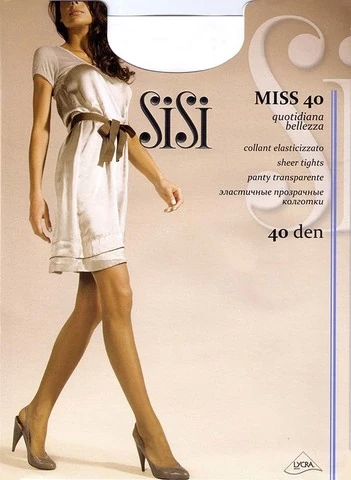 SiSi
MISS 40
quotidiana
bellezza
collant elasticizzato
sheer tights
panty transparente
эластичные прозрачные
колготки
40 den
LYCRA